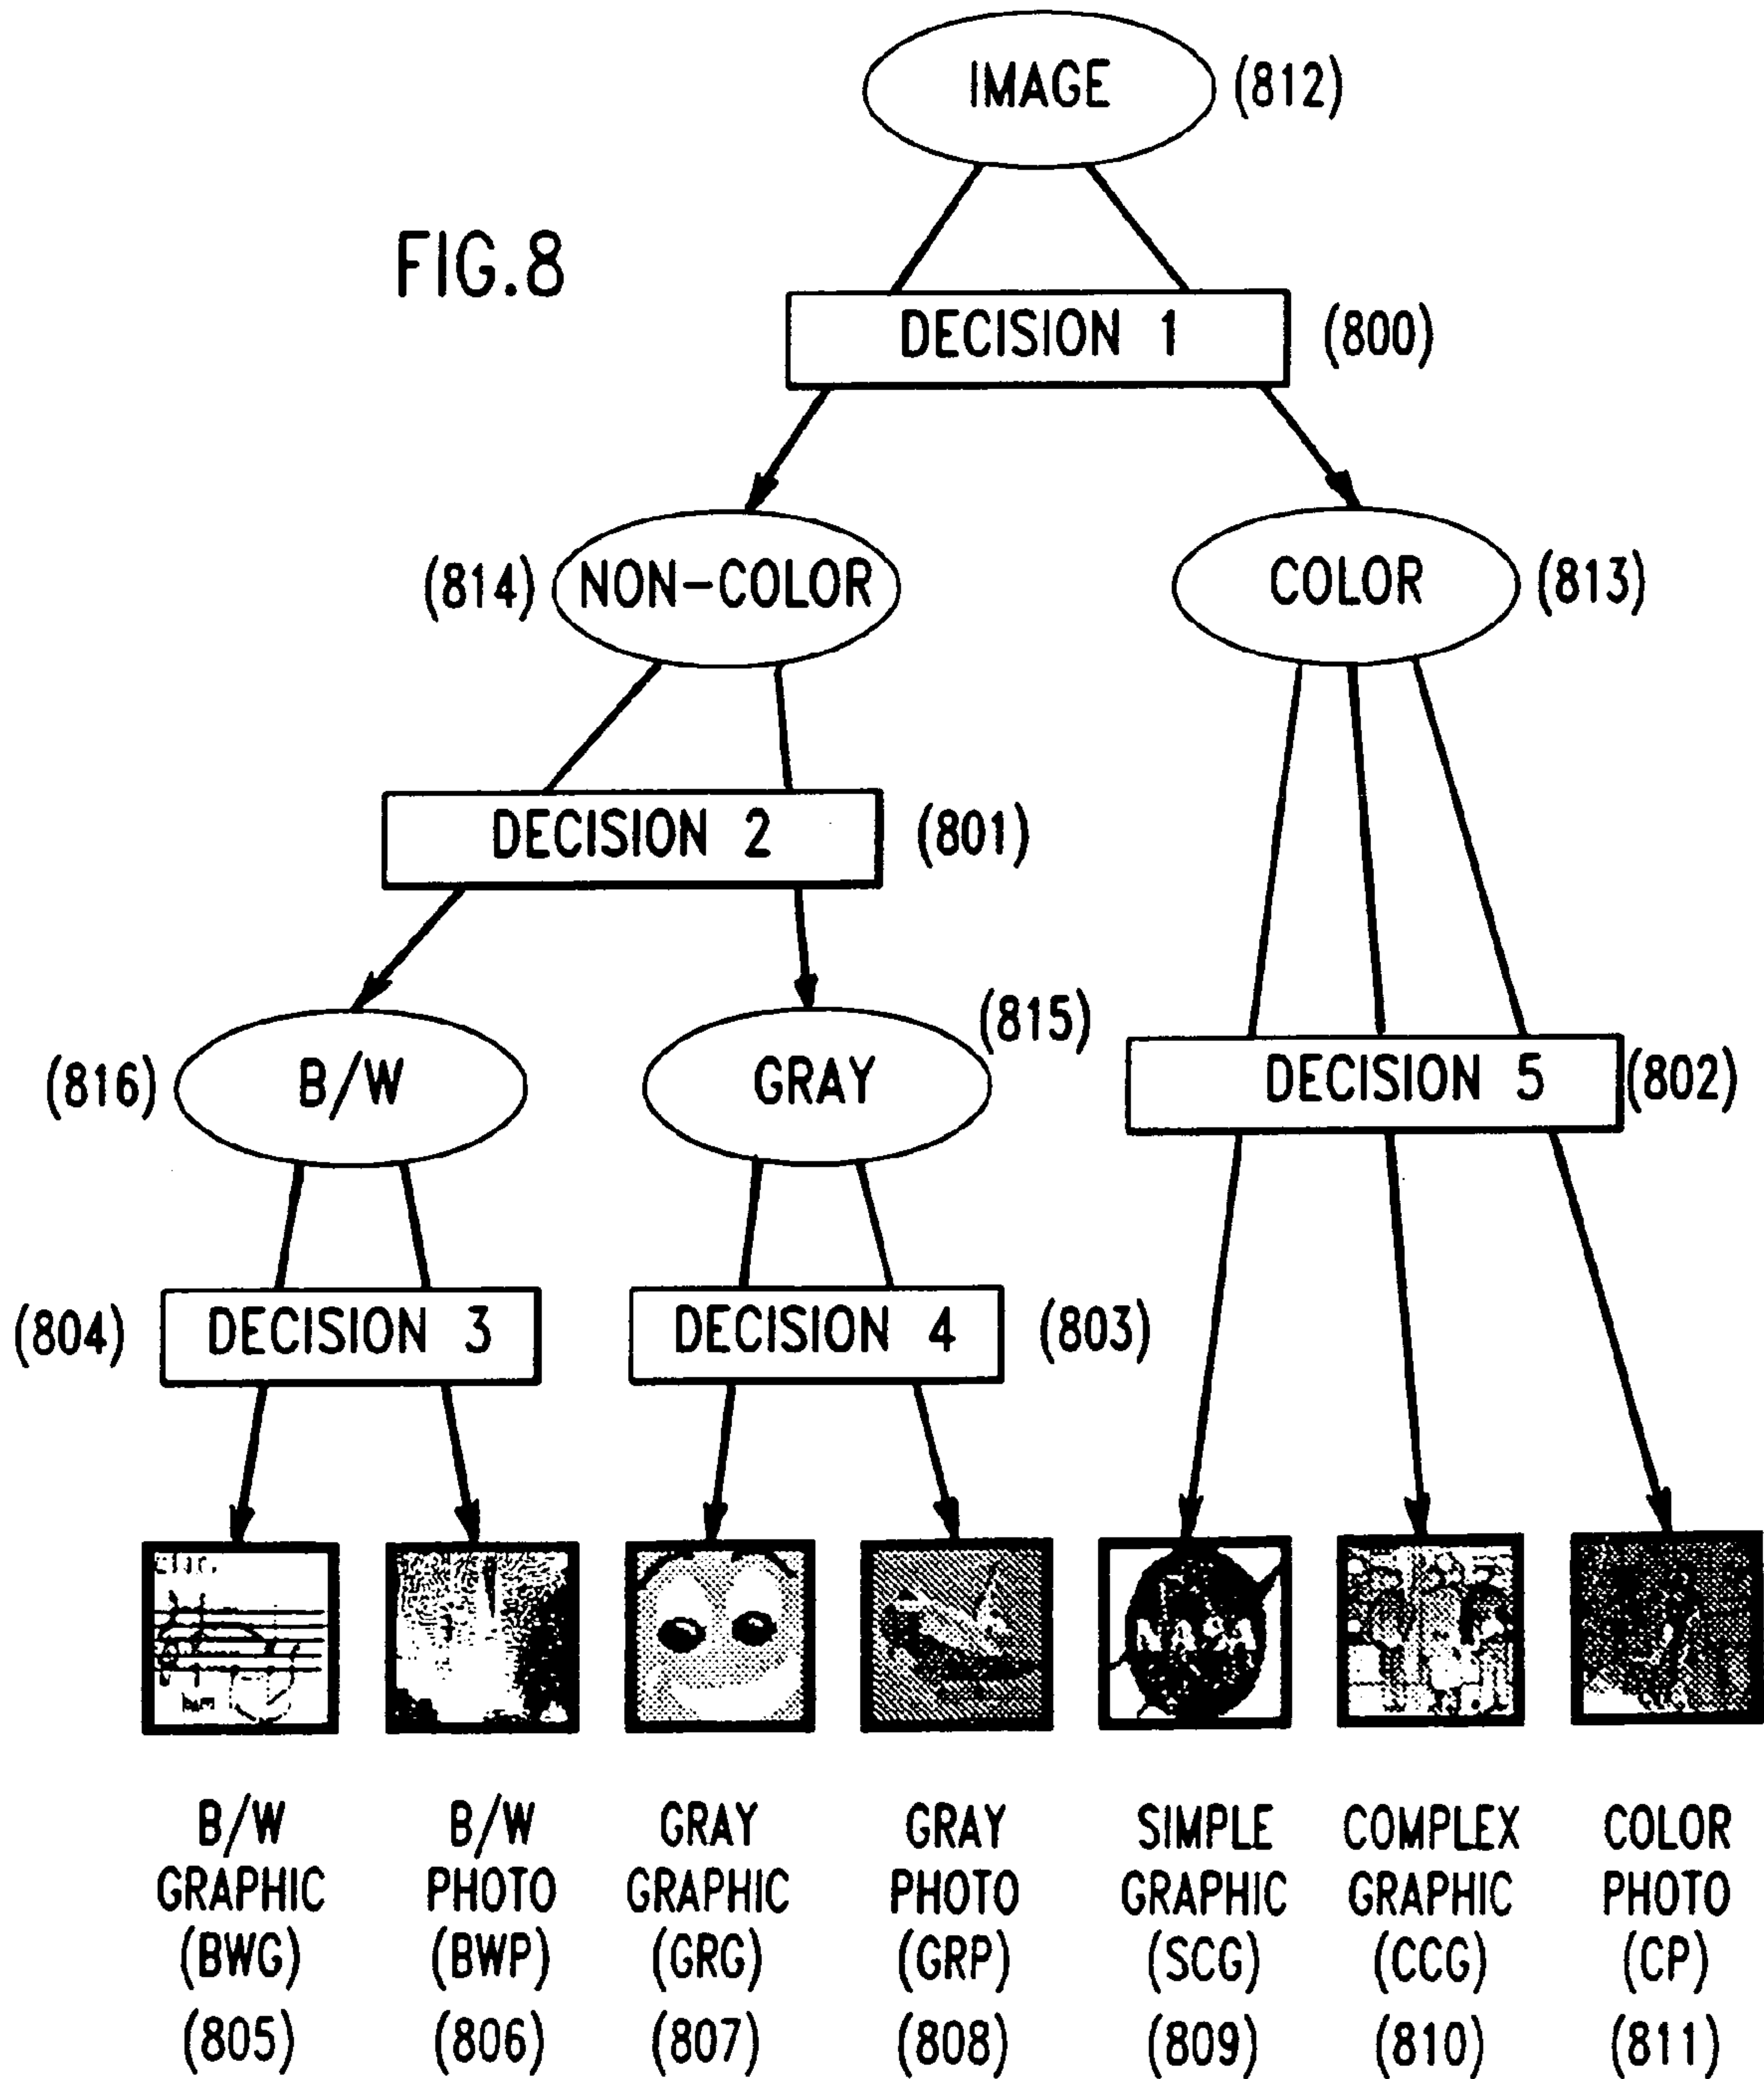 IMAGE (812)
FIG.8
DECISION 1 (800)
(814) NON-COLOR COLOR (813)
DECISION 2 (801)
(815)
(816) B/W GRAY DECISION 5 (802)
(804) DECISION 3 DECISION 4 (803)
NASA
B/W GRAPHIC (BWG) (805)
B/W PHOTO (BWP) (806)
GRAY GRAPHIC (GRG) (807)
GRAY PHOTO (GRP) (808)
SIMPLE GRAPHIC (SCG) (809)
COMPLEX GRAPHIC (CCG) (810)
COLOR PHOTO (CP) (811)